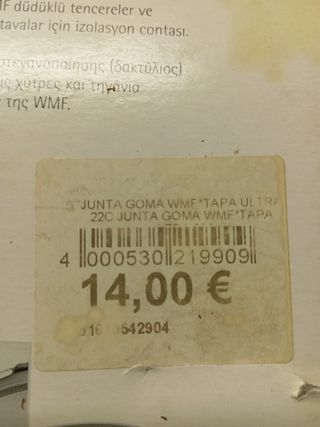 düdüklü tencereler ve
tavalar için izolasyon contası.
στεγανοποίησης (δακτύλιος)
χύτρες και τηγάνια
της WMF.
JUNTA GOMA WMF*TAPA ULTRA
22C JUNTA GOMA WMF*TAPA
4 000530 219909
14,00 €
542904